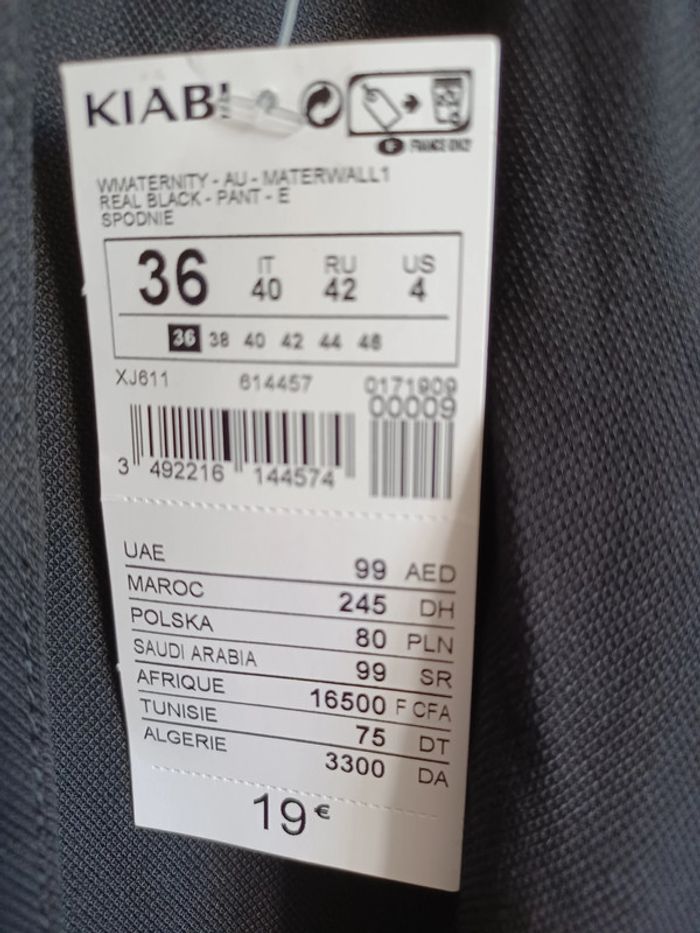 KIABI
FRANCE ONLY
WMATERNITY - AU - MATERWALL1
REAL BLACK - PANT - E
SPODNIE
36 IT RU US
40 42 4
36 38 40 42 44 46
XJ611 614457 0171909
00009
3 492216 144574
UAE 99 AED
MAROC 245 DH
POLSKA 80 PLN
SAUDI ARABIA 99 SR
AFRIQUE 16500 F CFA
TUNISIE 75 DT
ALGERIE 3300 DA
19€